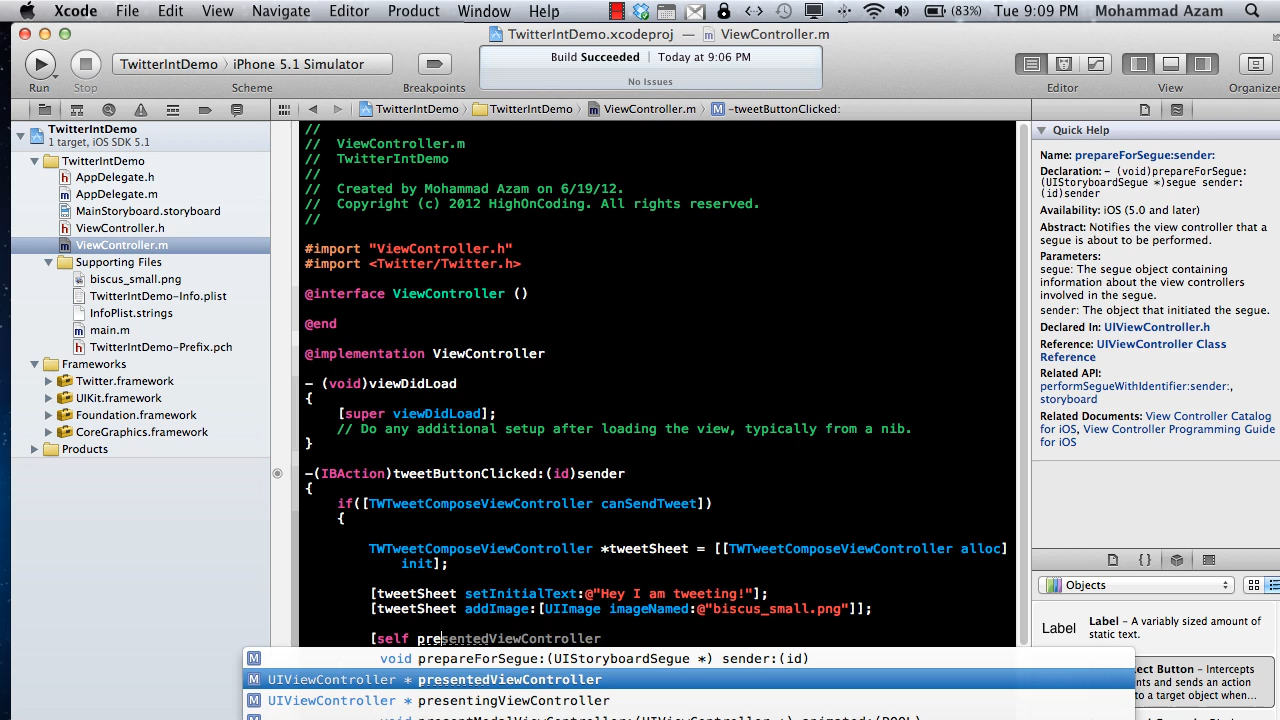 Xcode File Edit View Navigate Editor Product Window Help (83%) Tue 9:09 PM Mohammad Azam
TwitterIntDemo.xcodeproj — ViewController.m
TwitterIntDemo iPhone 5.1 Simulator
Build Succeeded Today at 9:06 PM
No Issues
Run Stop Scheme Breakpoints Editor View Organizer
TwitterIntDemo TwitterIntDemo ViewController.m -tweetButtonClicked:
TwitterIntDemo
1 target, iOS SDK 5.1
TwitterIntDemo
AppDelegate.h
AppDelegate.m
MainStoryboard.storyboard
ViewController.h
ViewController.m
Supporting Files
biscus_small.png
TwitterIntDemo-Info.plist
InfoPlist.strings
main.m
TwitterIntDemo-Prefix.pch
Frameworks
Twitter.framework
UIKit.framework
Foundation.framework
CoreGraphics.framework
Products
//
// ViewController.m
// TwitterIntDemo
//
// Created by Mohammad Azam on 6/19/12.
// Copyright (c) 2012 HighOnCoding. All rights reserved.
//
#import "ViewController.h"
#import <Twitter/Twitter.h>
@interface ViewController ()
@end
@implementation ViewController
- (void)viewDidLoad
{
[super viewDidLoad];
// Do any additional setup after loading the view, typically from a nib.
}
-(IBAction)tweetButtonClicked:(id)sender
{
if([TWTweetComposeViewController canSendTweet])
{
TWTweetComposeViewController *tweetSheet = [[TWTweetComposeViewController alloc]
init];
[tweetSheet setInitialText:@"Hey I am tweeting!"];
[tweetSheet addImage:[UIImage imageNamed:@"biscus_small.png"]];
[self presentedViewController
M void prepareForSegue:(UIStoryboardSegue *) sender:(id)
M UIViewController * presentedViewController
M UIViewController * presentingViewController
void presentModalViewController:(UIViewController *) animated:(BOOL)
Quick Help
Name: prepareForSegue:sender:
Declaration: - (void)prepareForSegue:
(UIStoryboardSegue *)segue sender:
(id)sender
Availability: iOS (5.0 and later)
Abstract: Notifies the view controller that a
segue is about to be performed.
Parameters:
segue: The segue object containing
information about the view controllers
involved in the segue.
sender: The object that initiated the segue.
Declared In: UIViewController.h
Reference: UIViewController Class
Reference
Related API:
performSegueWithIdentifier:sender:,
storyboard
Related Documents: View Controller Catalog
for iOS, View Controller Programming Guide
for iOS
Objects
Label Label - A variable sized amount of
static text.
ect Button - Intercepts
events and sends an action
to a target object when...